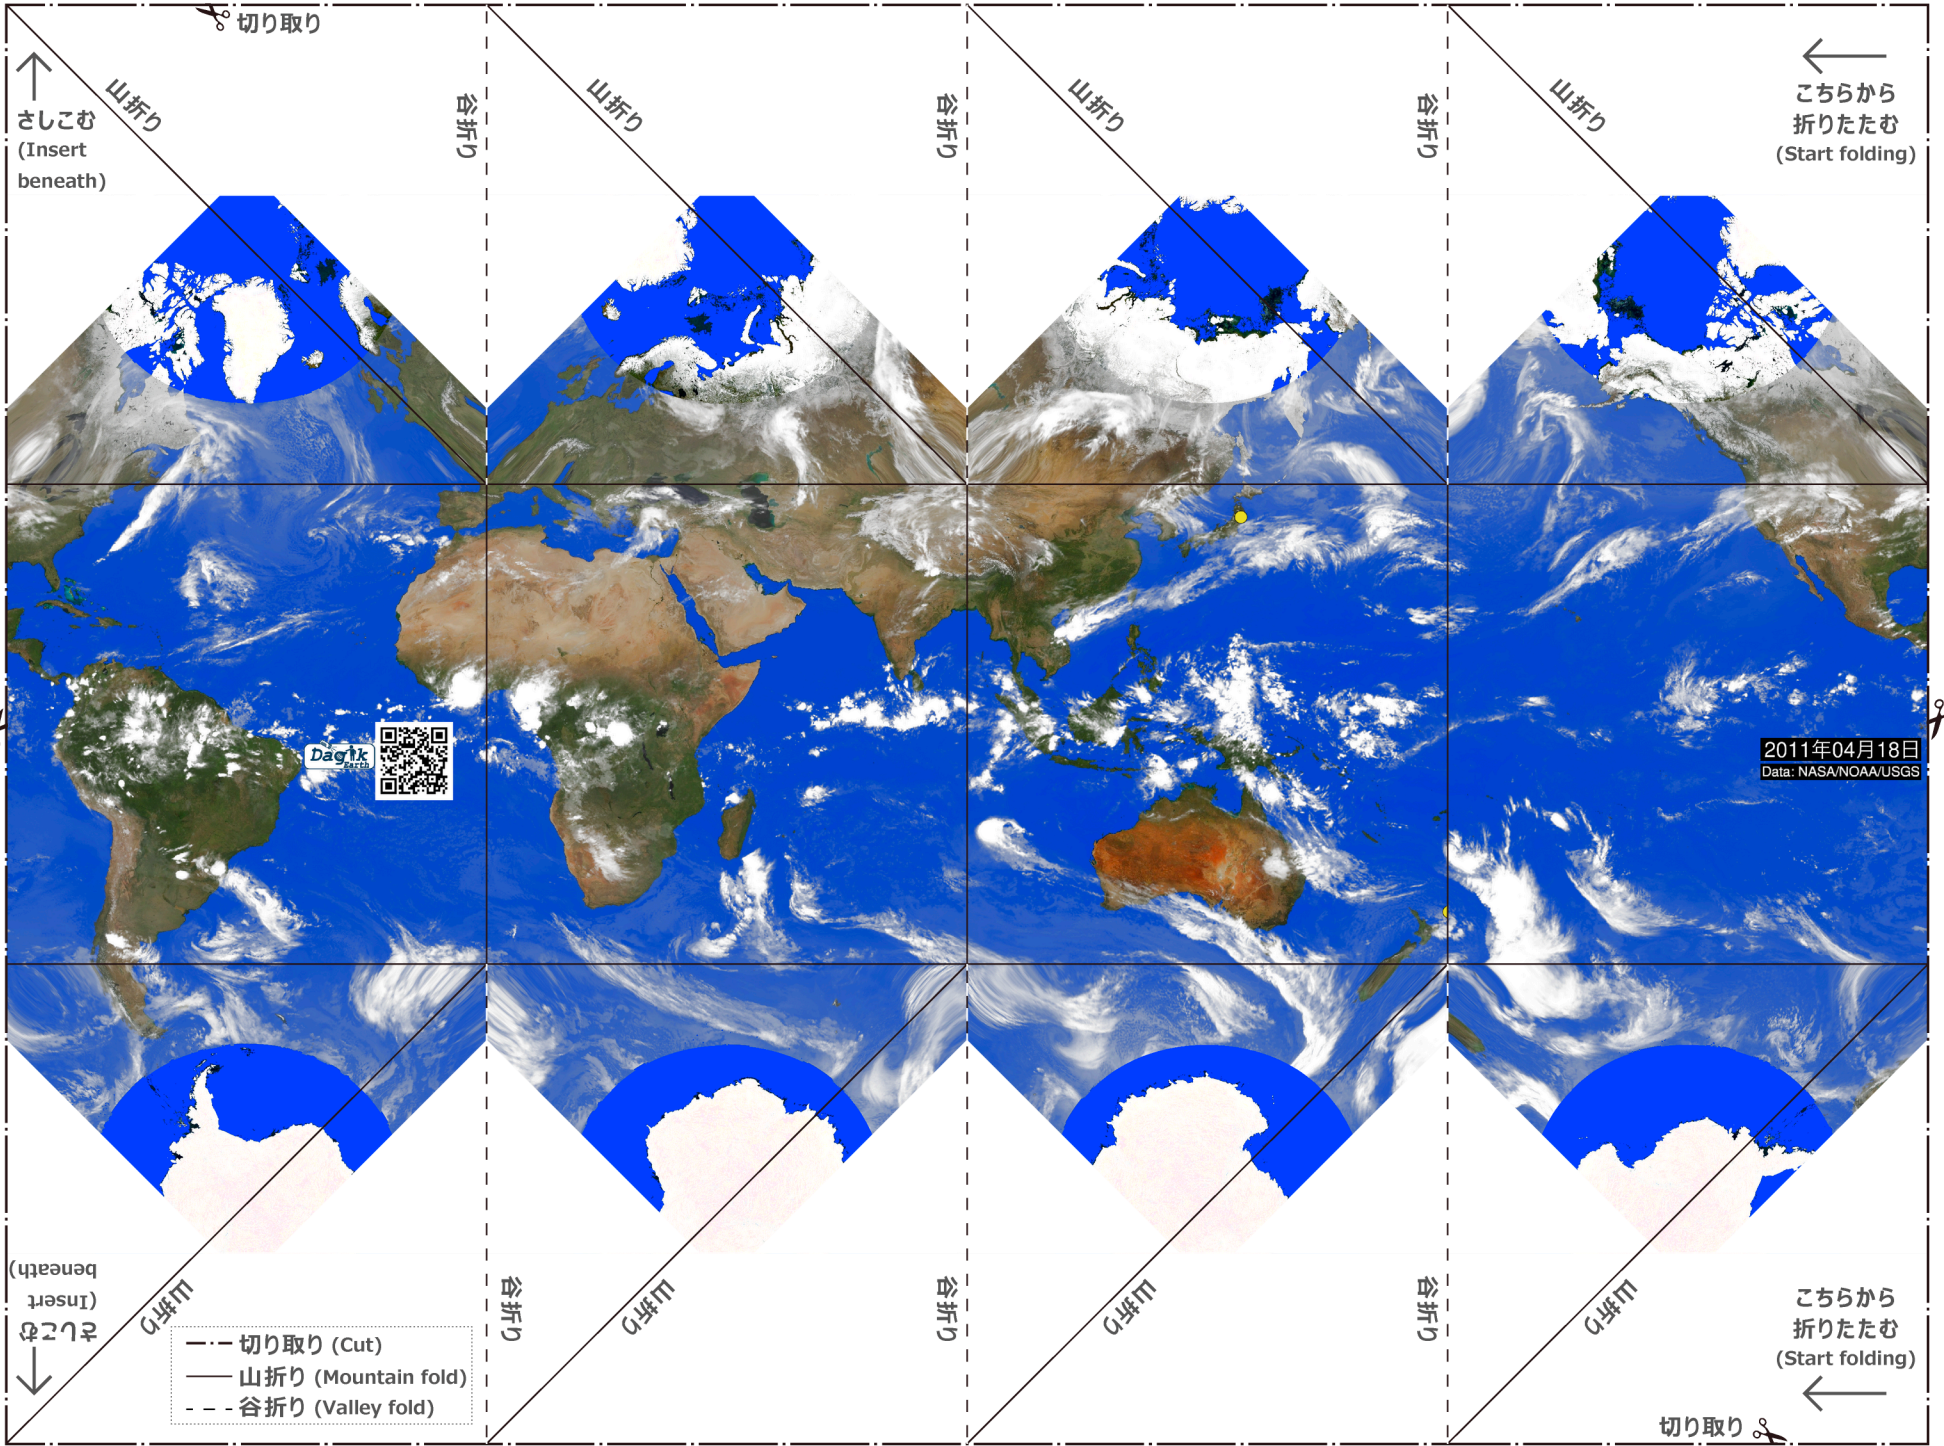 切り取り
山折り
谷折り
山折り
谷折り
山折り
谷折り
山折り
さしこむ
(Insert
beneath)
こちらから
折りたたむ
(Start folding)
Dagik
Earth
2011年04月18日
Data: NASA/NOAA/USGS
さしこむ
(Insert
beneath)
山折り
谷折り
山折り
谷折り
山折り
谷折り
山折り
こちらから
折りたたむ
(Start folding)
切り取り (Cut)
山折り (Mountain fold)
谷折り (Valley fold)
切り取り